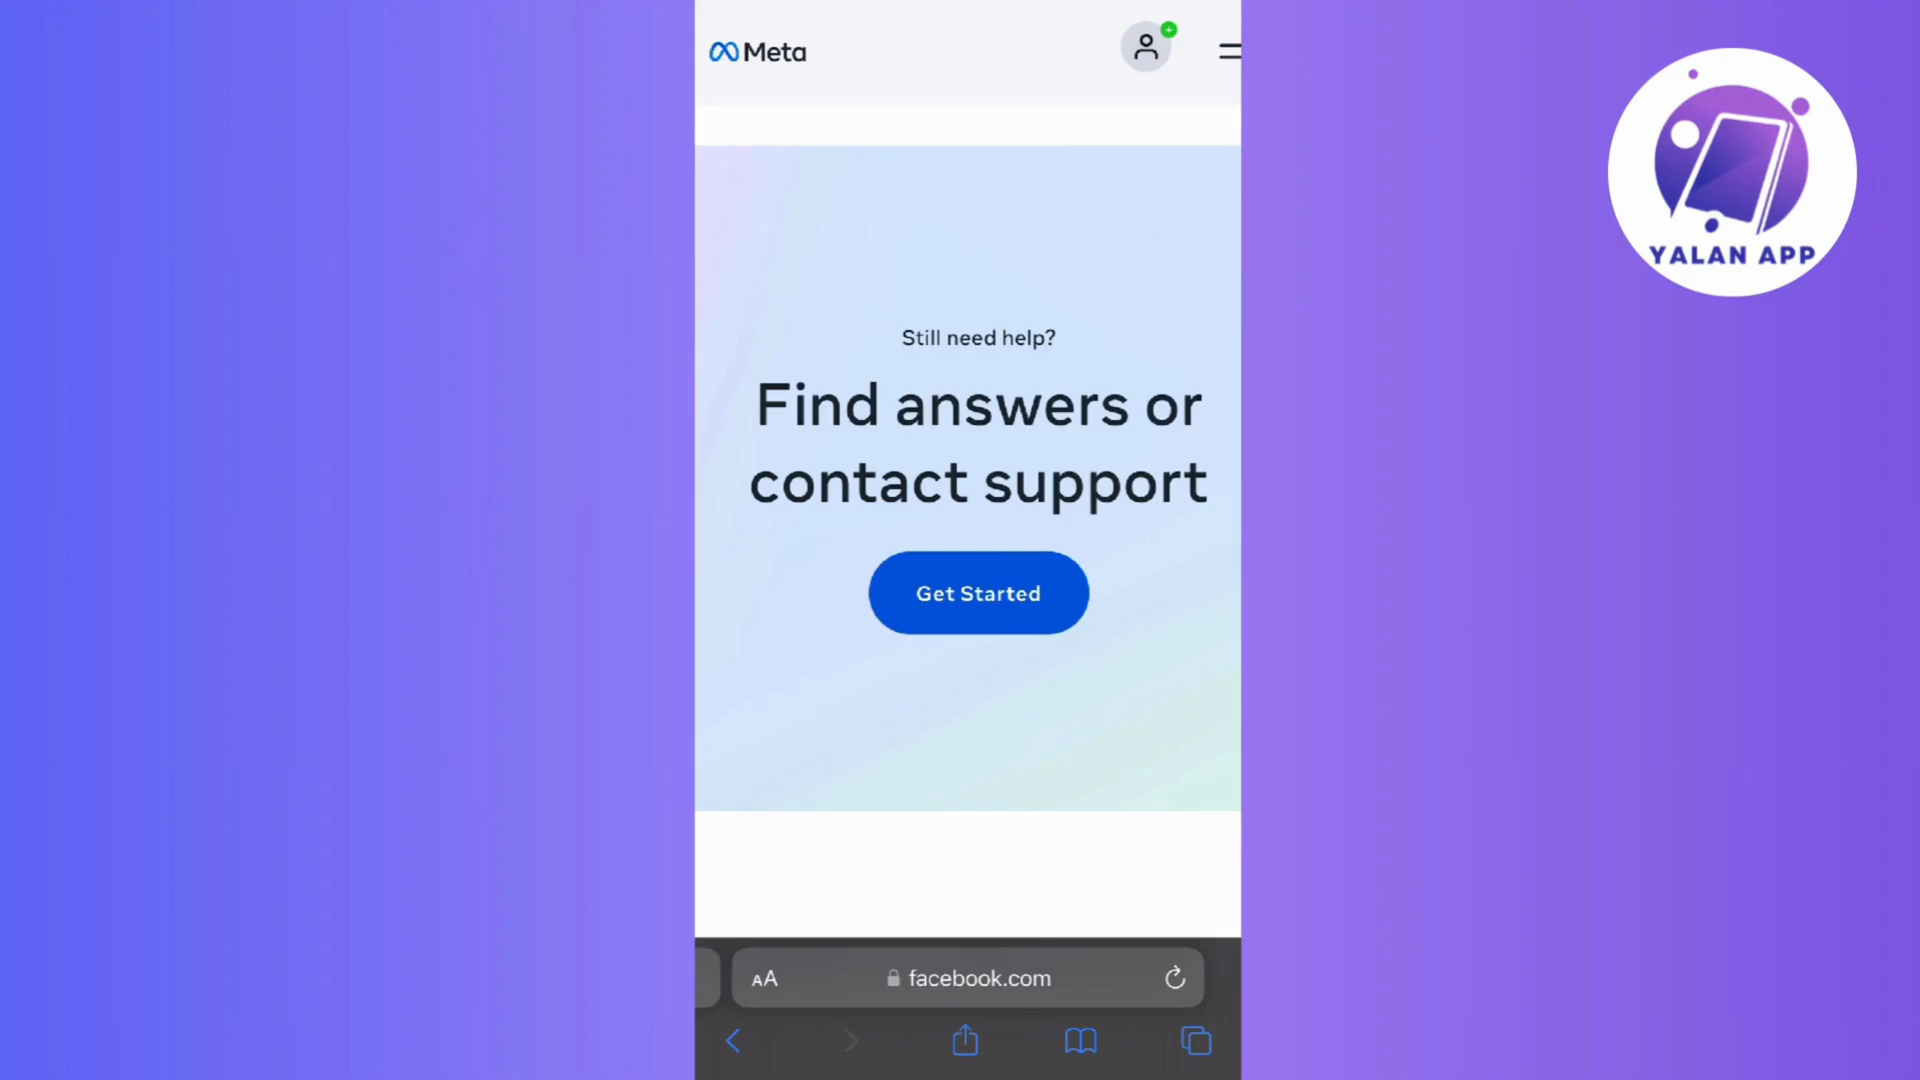 Meta
YALAN APP
Still need help?
Find answers or
contact support
Get Started
AA
facebook.com